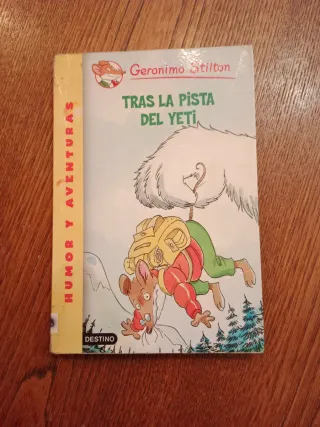 Geronimo Stilton
TRAS LA PISTA
DEL YETI
HUMOR Y AVENTURAS
DESTINO